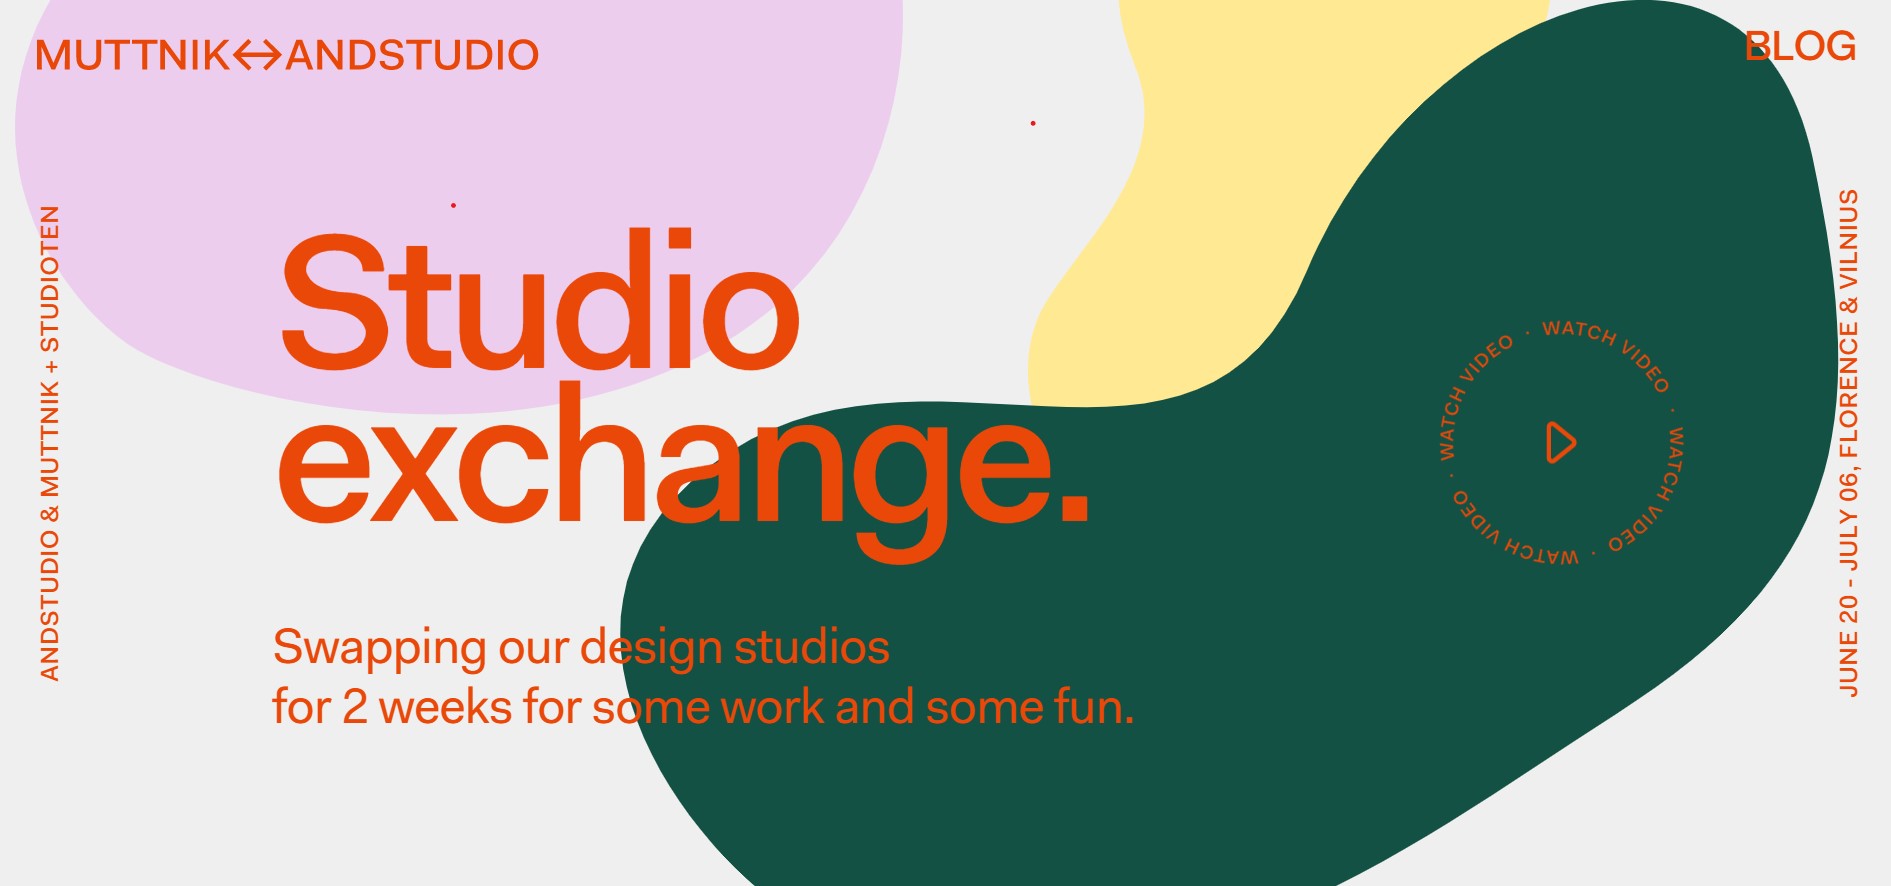 MUTTNIK↔ANDSTUDIO
BLOG
ANDSTUDIO & MUTTNIK + STUDIOTEN
Studio
exchange.
Swapping our design studios
for 2 weeks for some work and some fun.
WATCH VIDEO · WATCH VIDEO · WATCH VIDEO · WATCH VIDEO ·
JUNE 20 - JULY 06, FLORENCE & VILNIUS